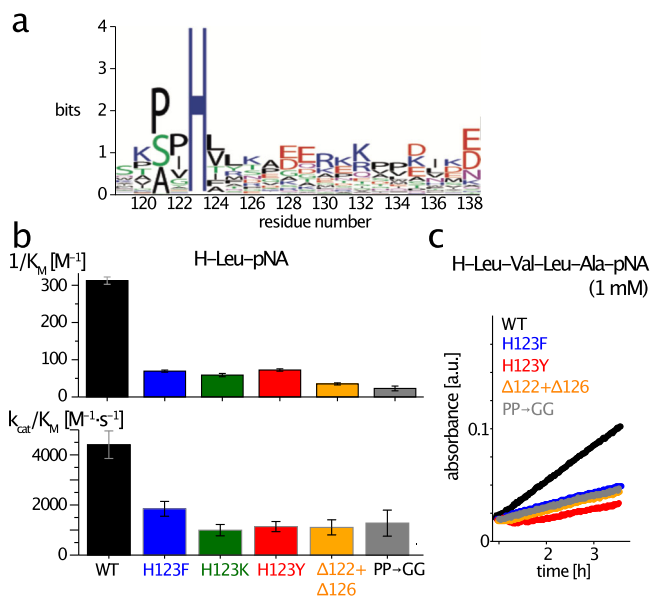 a
4
3
bits
2
1
0
P S A
K P I H L V
E D
120 122 124 126 128 130 132 134 136 138
residue number
b
H–Leu–pNA
1/K_M [M⁻¹]
300
200
100
0
k_cat/K_M [M⁻¹·s⁻¹]
4000
2000
0
WT H123F H123K H123Y Δ122+ PP→GG
Δ126
c
H–Leu–Val–Leu–Ala–pNA
(1 mM)
WT
H123F
H123Y
Δ122+Δ126
PP→GG
absorbance [a.u.]
0.1
0
2 3
time [h]